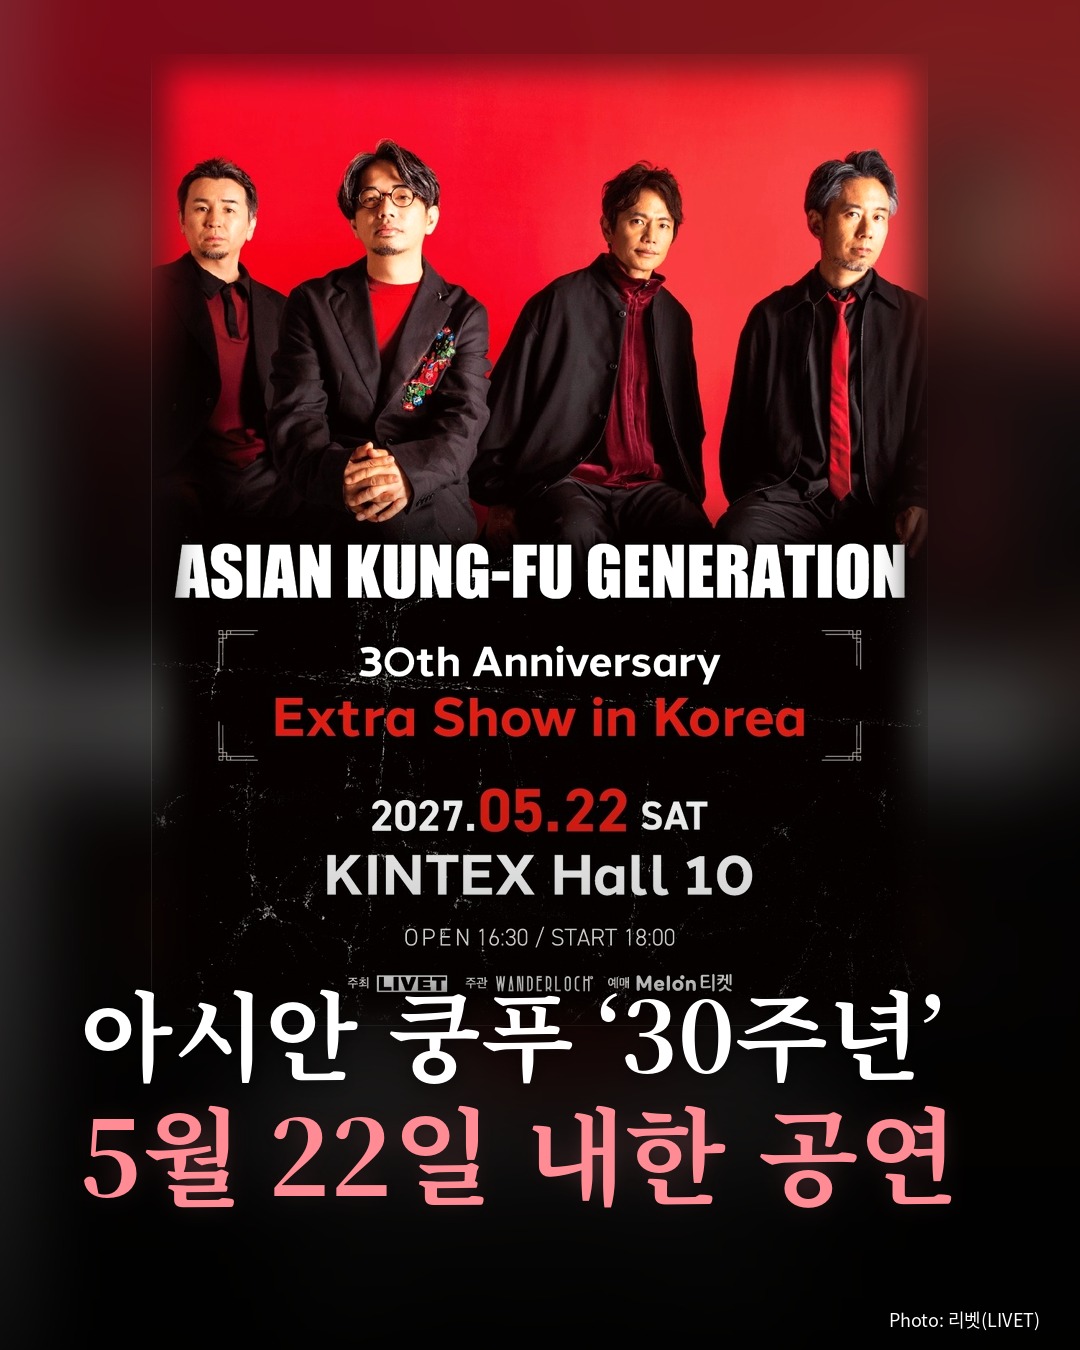 ASIAN KUNG-FU GENERATION
30th Anniversary
Extra Show in Korea
2027.05.22 SAT
KINTEX Hall 10
OPEN 16:30 / START 18:00
주최 LIVET 주관 WANDERLOCH 예매 Melon티켓
아시안 쿵푸 ‘30주년’
5월 22일 내한 공연
Photo: 리벳(LIVET)